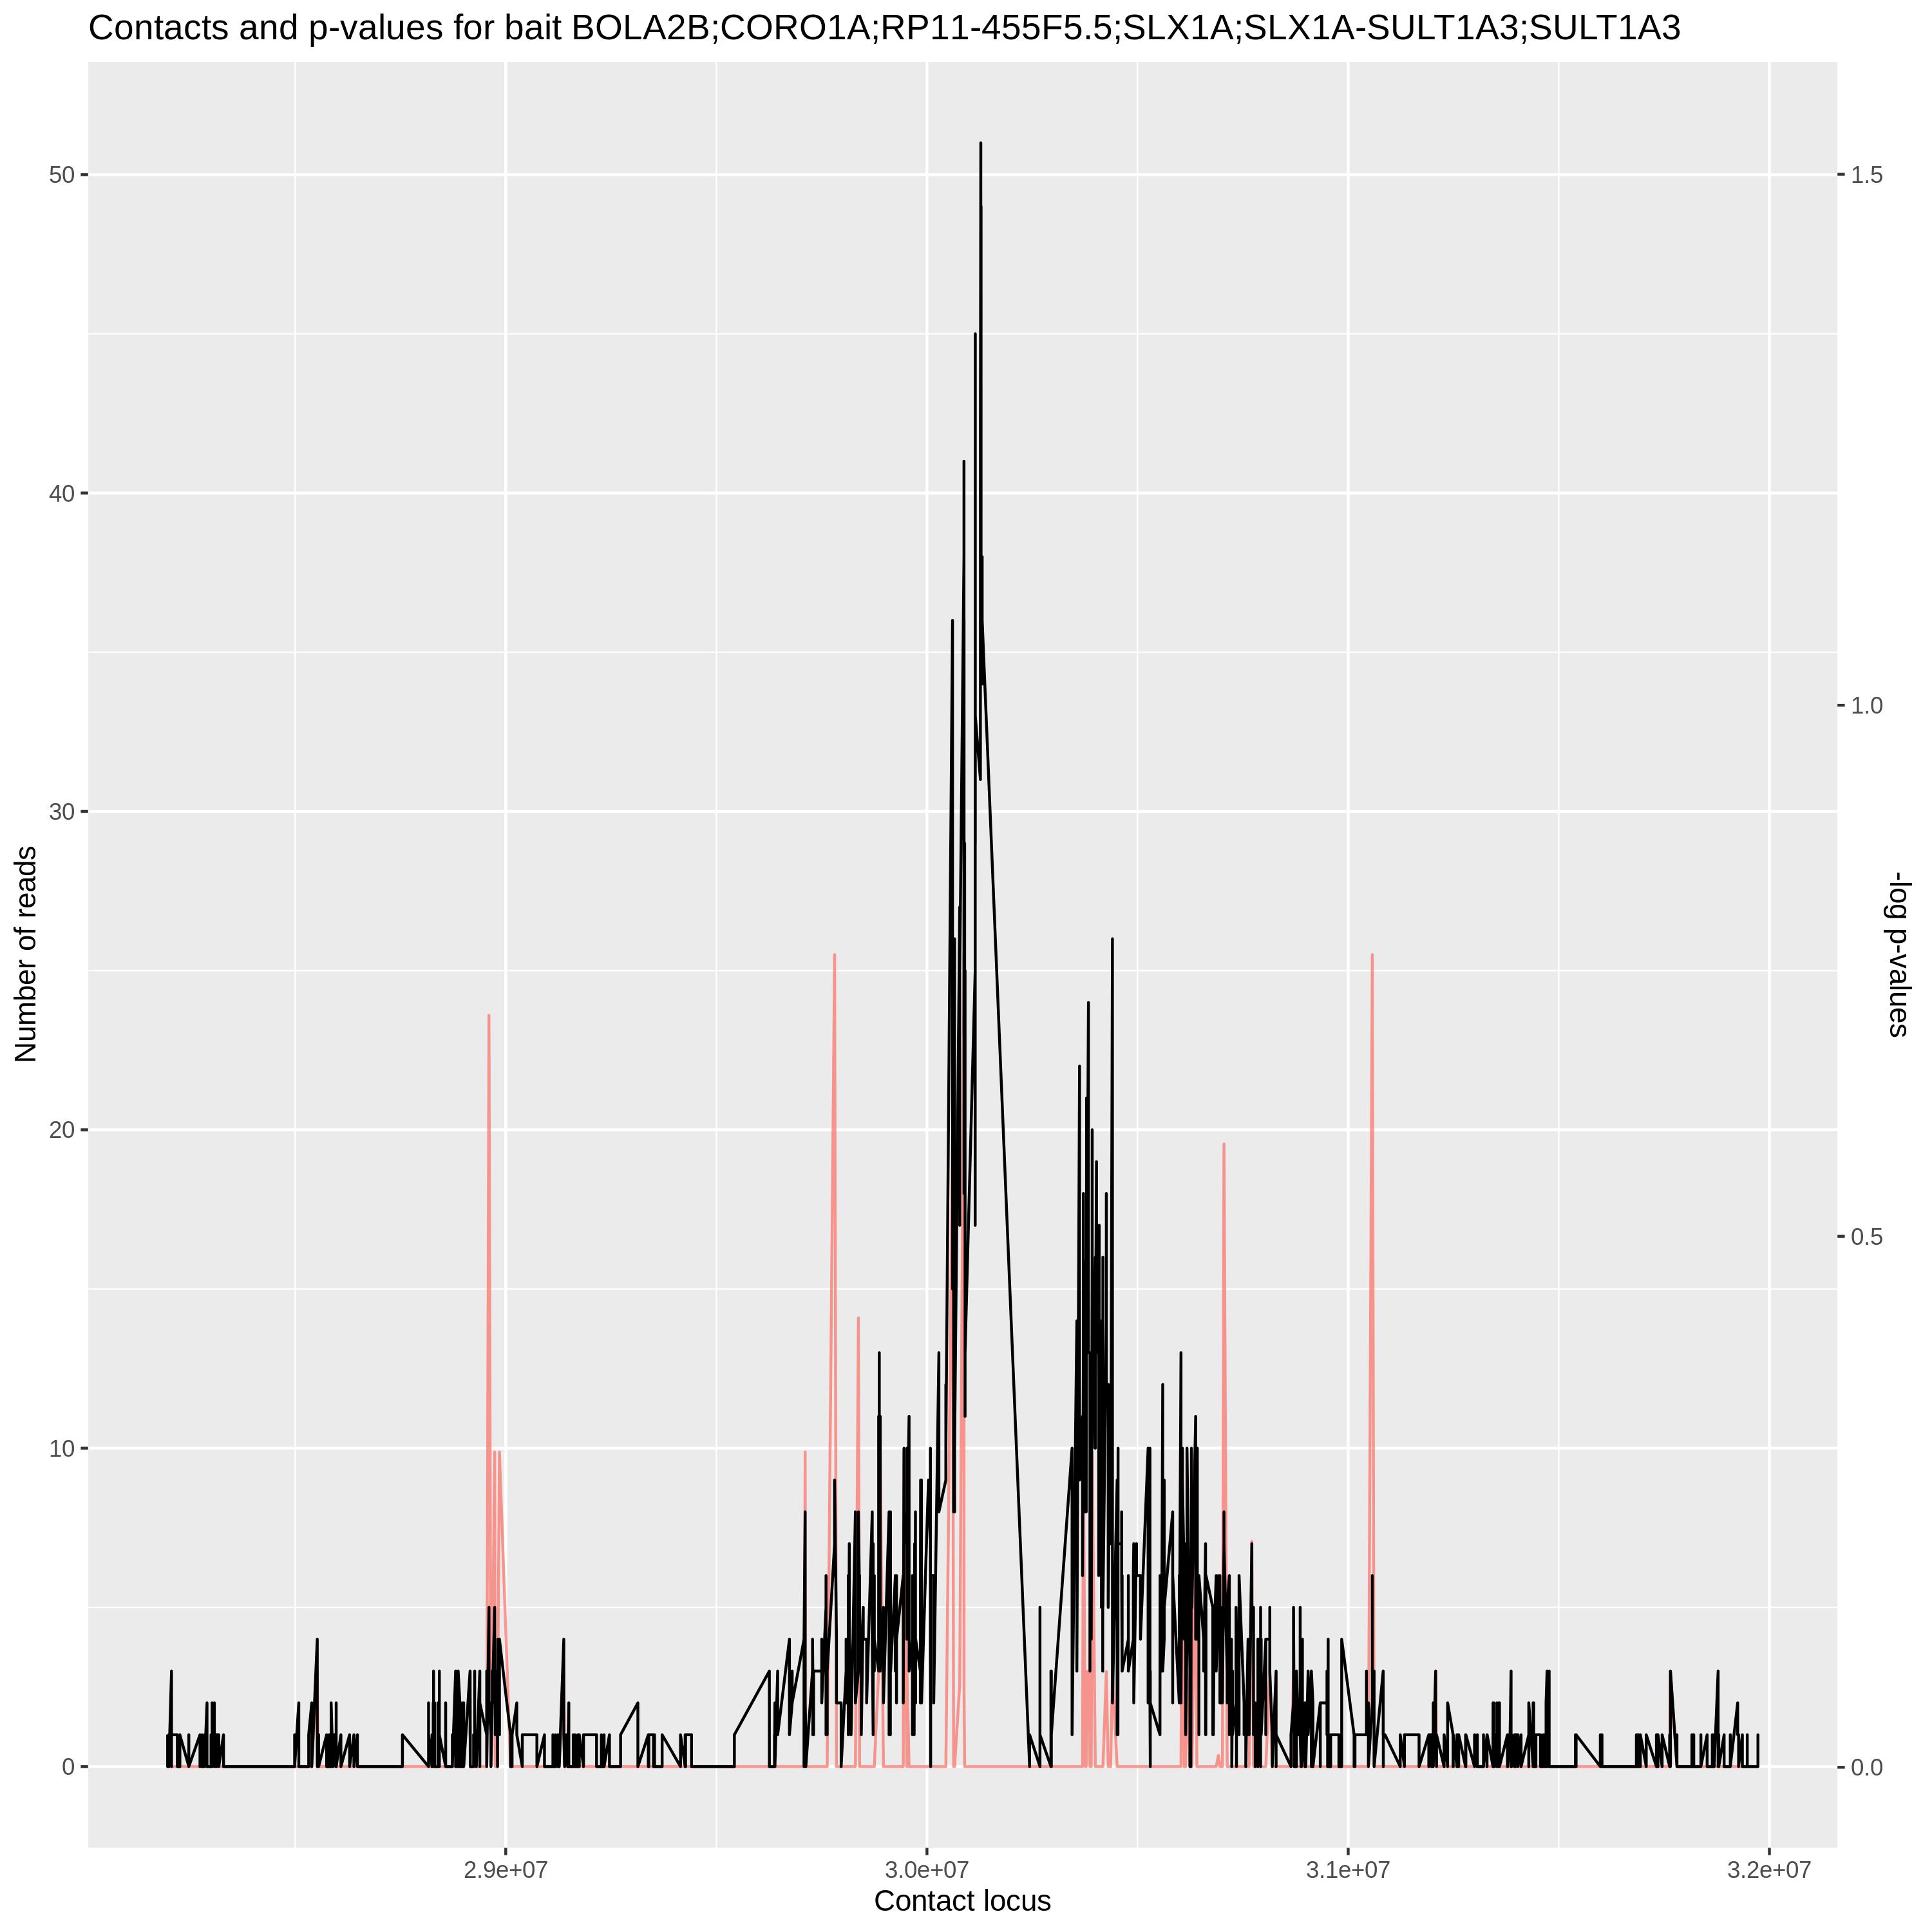 Contacts and p-values for bait BOLA2B;CORO1A;RP11-455F5.5;SLX1A;SLX1A-SULT1A3;SULT1A3
50
40
30
20
10
0
Number of reads
1.5
1.0
0.5
0.0
-log p-values
2.9e+07 3.0e+07 3.1e+07 3.2e+07
Contact locus